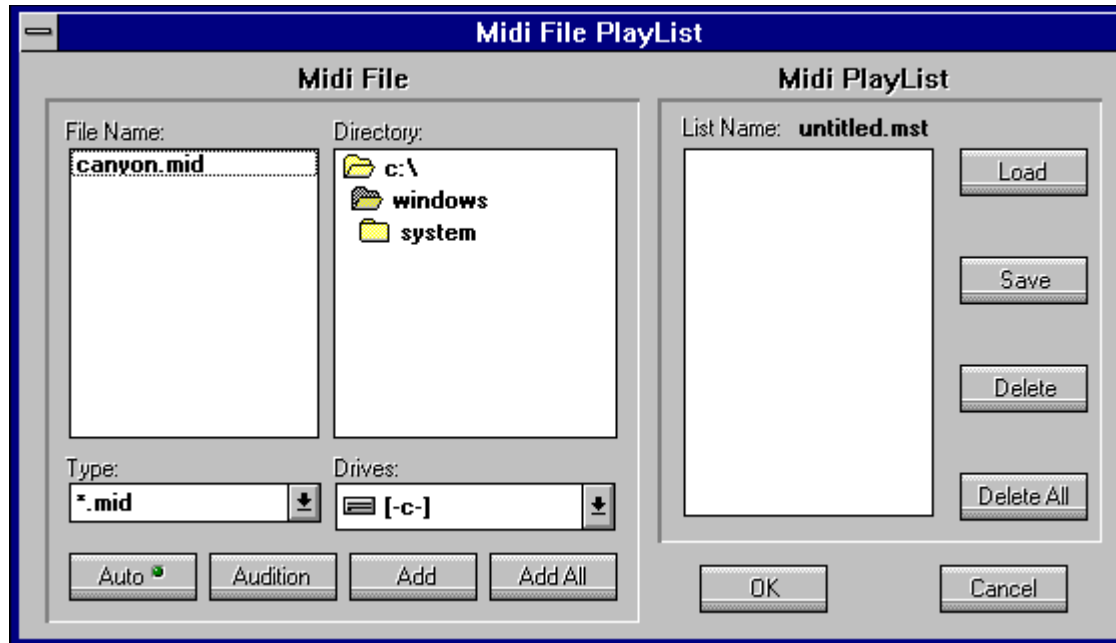 Midi File PlayList
Midi File
File Name:
canyon.mid
Directory:
c:\
windows
system
Type:
*.mid
Drives:
[-c-]
Auto
Audition
Add
Add All
Midi PlayList
List Name: untitled.mst
Load
Save
Delete
Delete All
OK
Cancel